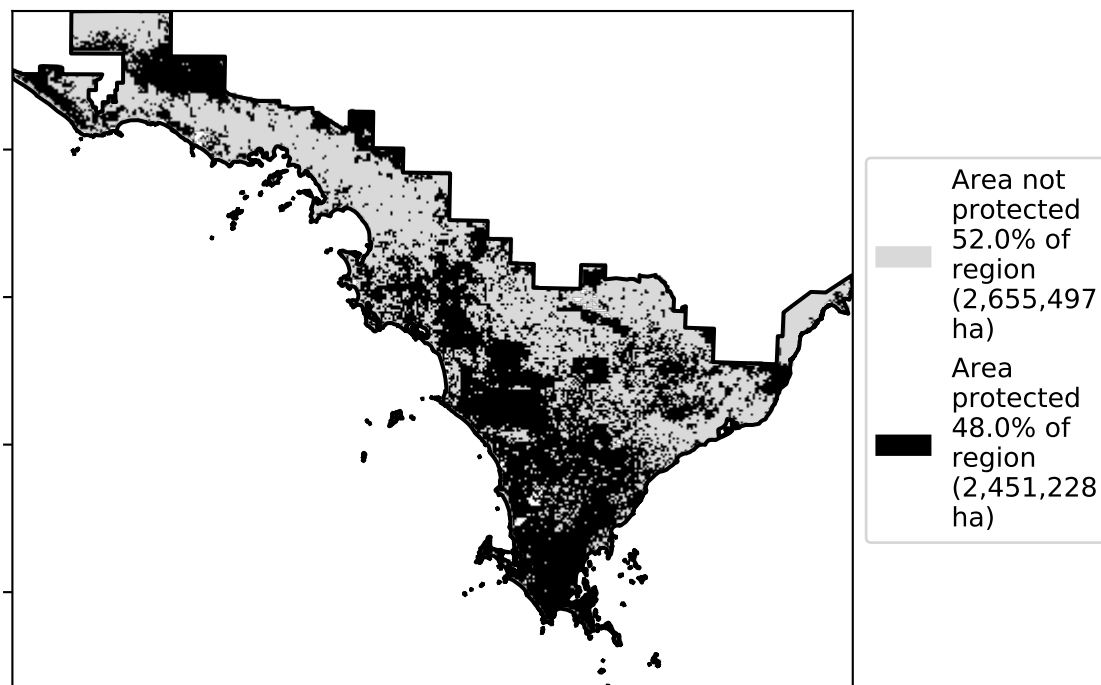 Area not
protected
52.0% of
region
(2,655,497
ha)
Area
protected
48.0% of
region
(2,451,228
ha)